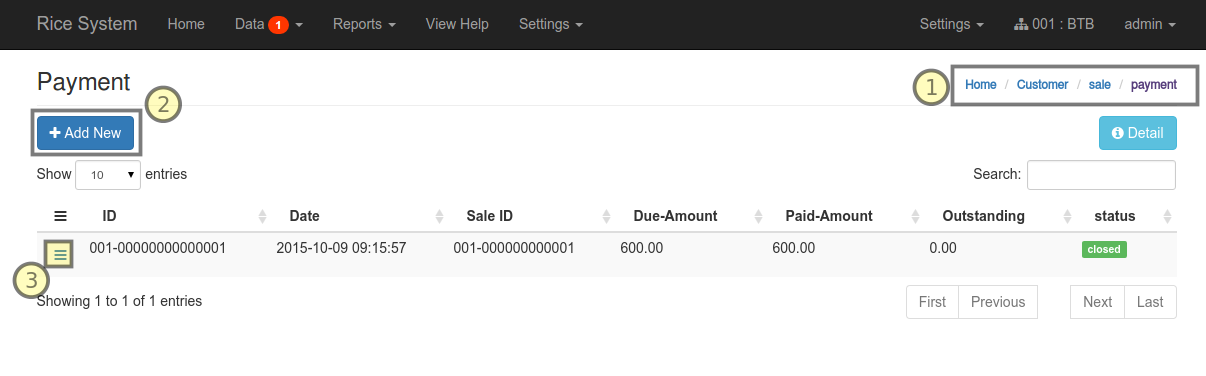 Rice System Home Data 1 Reports View Help Settings Settings 001 : BTB admin
Payment
1 Home / Customer / sale / payment
2
Add New Detail
Show 10 entries Search:
ID Date Sale ID Due-Amount Paid-Amount Outstanding status
001-00000000000001 2015-10-09 09:15:57 001-000000000001 600.00 600.00 0.00 closed
3
Showing 1 to 1 of 1 entries First Previous Next Last